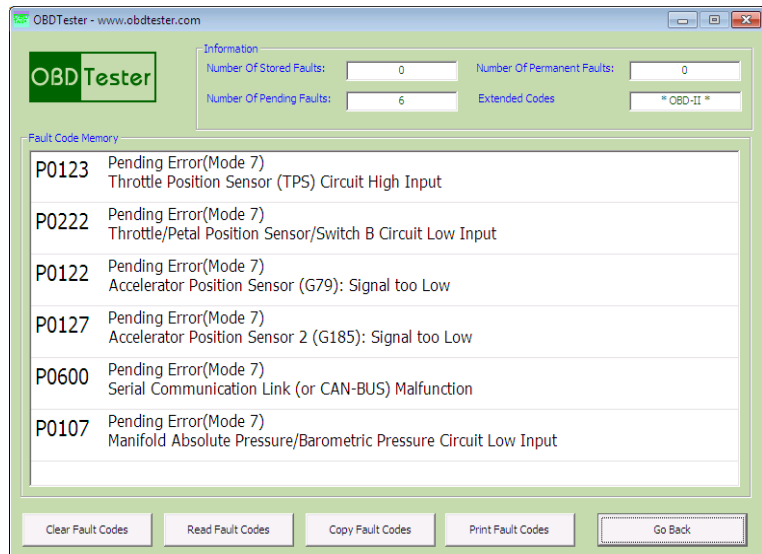 OBDTester - www.obdtester.com
OBD Tester
Information
Number Of Stored Faults: 0 Number Of Permanent Faults: 0
Number Of Pending Faults: 6 Extended Codes * OBD-II *
Fault Code Memory
P0123 Pending Error(Mode 7)
Throttle Position Sensor (TPS) Circuit High Input
P0222 Pending Error(Mode 7)
Throttle/Petal Position Sensor/Switch B Circuit Low Input
P0122 Pending Error(Mode 7)
Accelerator Position Sensor (G79): Signal too Low
P0127 Pending Error(Mode 7)
Accelerator Position Sensor 2 (G185): Signal too Low
P0600 Pending Error(Mode 7)
Serial Communication Link (or CAN-BUS) Malfunction
P0107 Pending Error(Mode 7)
Manifold Absolute Pressure/Barometric Pressure Circuit Low Input
Clear Fault Codes Read Fault Codes Copy Fault Codes Print Fault Codes Go Back